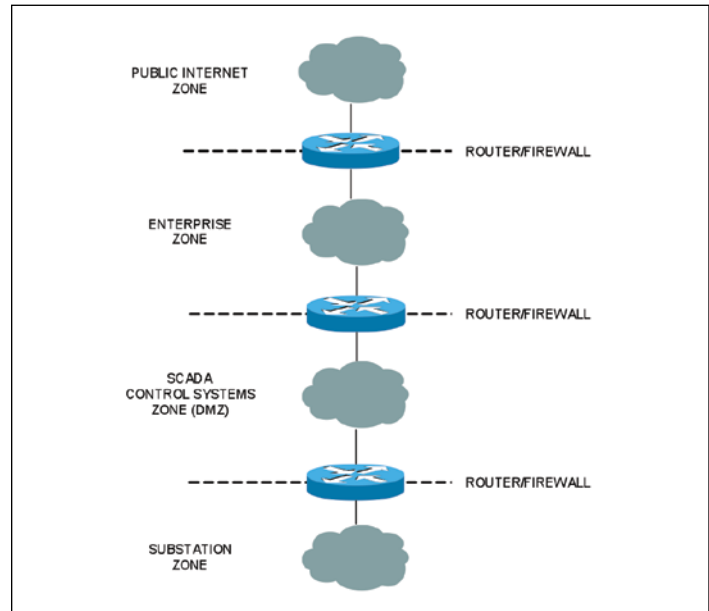 PUBLIC INTERNET
ZONE
ROUTER/FIREWALL
ENTERPRISE
ZONE
ROUTER/FIREWALL
SCADA
CONTROL SYSTEMS
ZONE (DMZ)
ROUTER/FIREWALL
SUBSTATION
ZONE